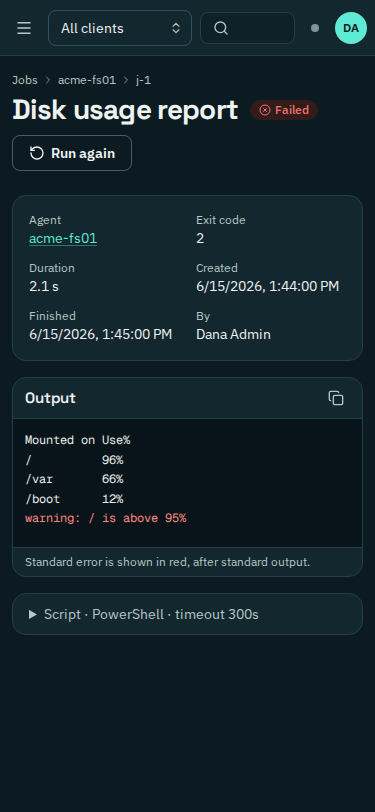 All clients
DA
Jobs > acme-fs01 > j-1
Disk usage report
Failed
Run again
Agent
acme-fs01
Exit code
2
Duration
2.1 s
Created
6/15/2026, 1:44:00 PM
Finished
6/15/2026, 1:45:00 PM
By
Dana Admin
Output
Mounted on Use%
/ 96%
/var 66%
/boot 12%
warning: / is above 95%
Standard error is shown in red, after standard output.
Script · PowerShell · timeout 300s